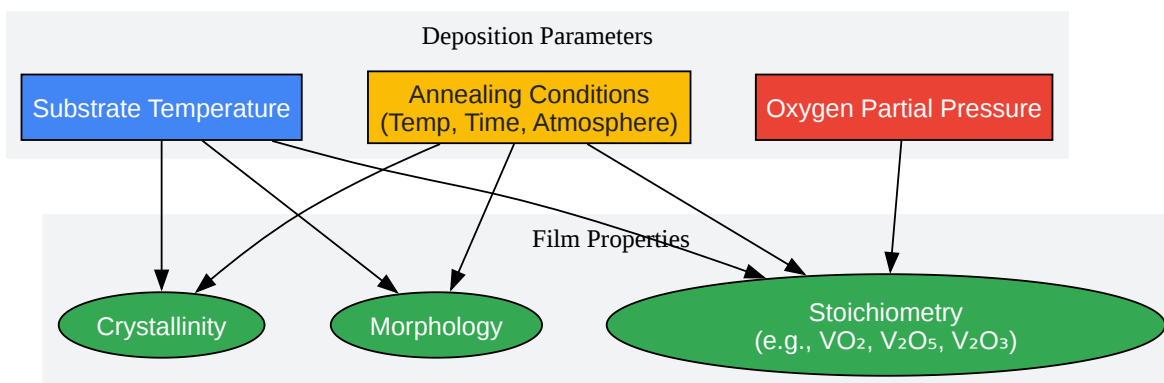 Deposition Parameters
Substrate Temperature
Annealing Conditions
(Temp, Time, Atmosphere)
Oxygen Partial Pressure
Film Properties
Crystallinity
Morphology
Stoichiometry
(e.g., VO₂, V₂O₅, V₂O₃)